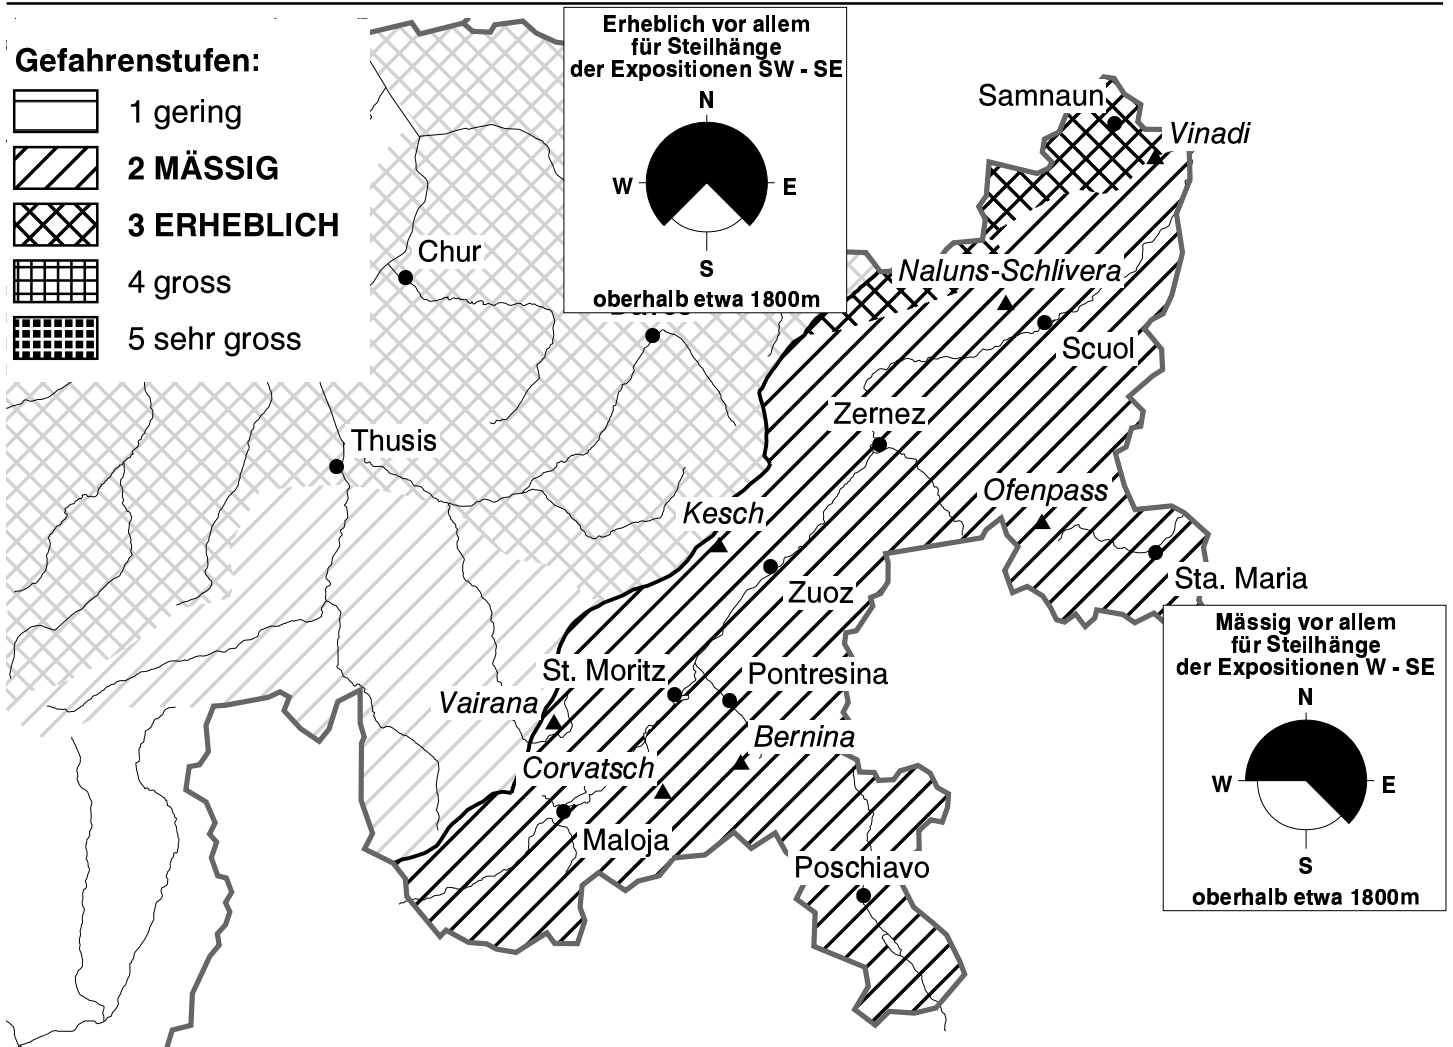 Gefahrenstufen:
1 gering
2 MÄSSIG
3 ERHEBLICH
4 gross
5 sehr gross
Erheblich vor allem
für Steilhänge
der Expositionen SW - SE
N
W
E
S
oberhalb etwa 1800m
Samnaun
Vinadi
Chur
Naluns-Schlivera
Scuol
Zernez
Thusis
Ofenpass
Kesch
Sta. Maria
Zuoz
St. Moritz
Pontresina
Vairana
Bernina
Corvatsch
Maloja
Poschiavo
Mässig vor allem
für Steilhänge
der Expositionen W - SE
N
W
E
S
oberhalb etwa 1800m